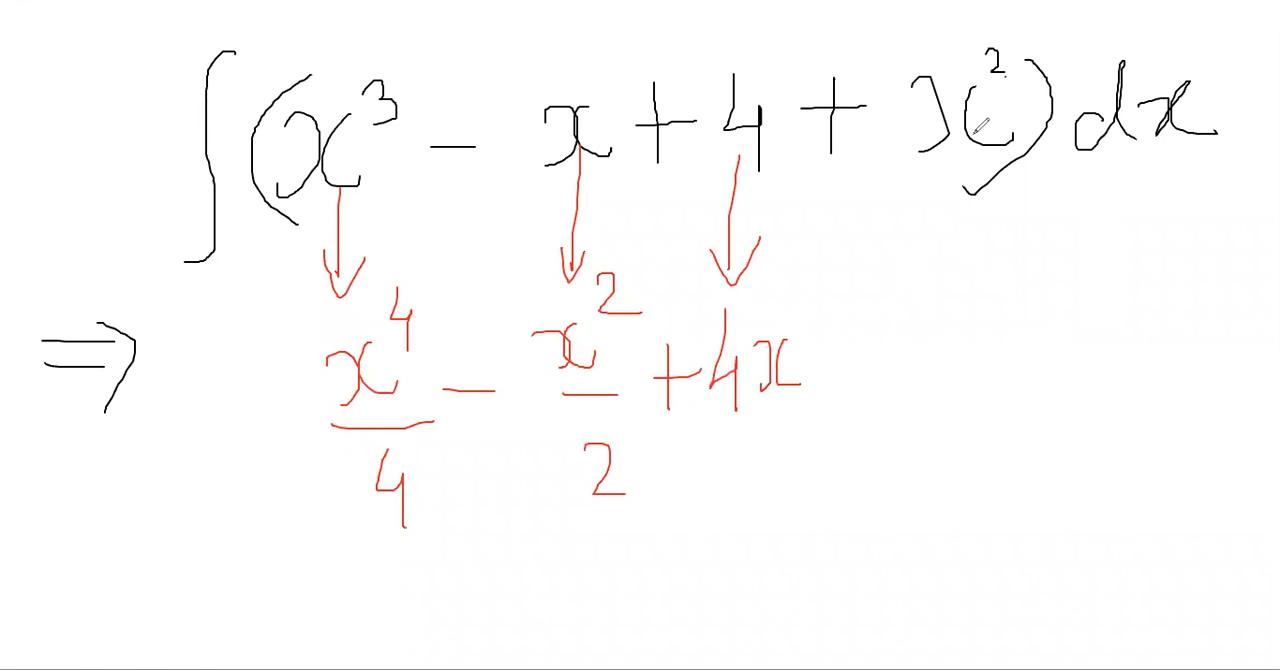 ∫(x³ − x + 4 + x²) dx
⇒ x⁴/4 − x²/2 + 4x